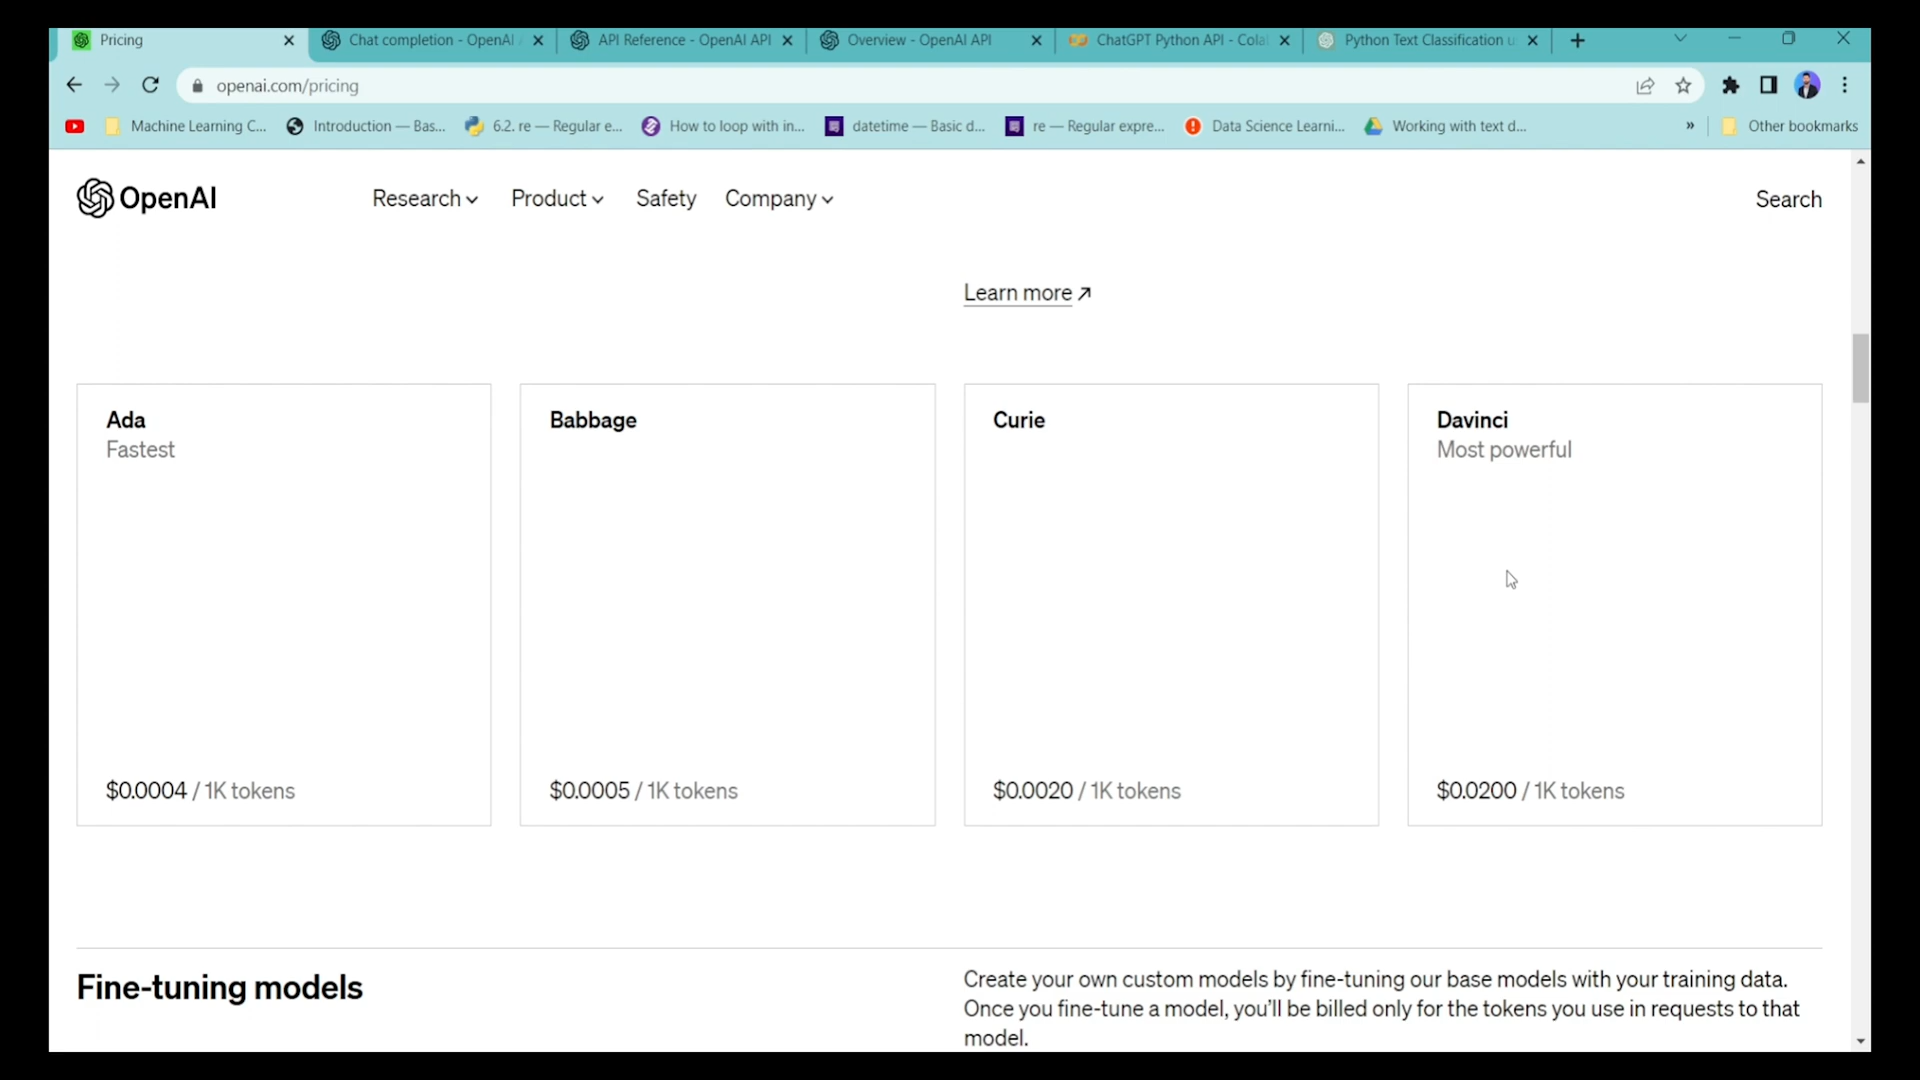 Pricing
Chat completion - OpenAI
API Reference - OpenAI API
Overview - OpenAI API
ChatGPT Python API - Cola
Python Text Classification u
openai.com/pricing
Machine Learning C...
Introduction — Bas...
6.2. re — Regular e...
How to loop with in...
datetime — Basic d...
re — Regular expre...
Data Science Learni...
Working with text d...
»
Other bookmarks
OpenAI
Research
Product
Safety
Company
Search
Learn more ↗
Ada
Fastest
$0.0004 / 1K tokens
Babbage
$0.0005 / 1K tokens
Curie
$0.0020 / 1K tokens
Davinci
Most powerful
$0.0200 / 1K tokens
Fine-tuning models
Create your own custom models by fine-tuning our base models with your training data.
Once you fine-tune a model, you'll be billed only for the tokens you use in requests to that
model.